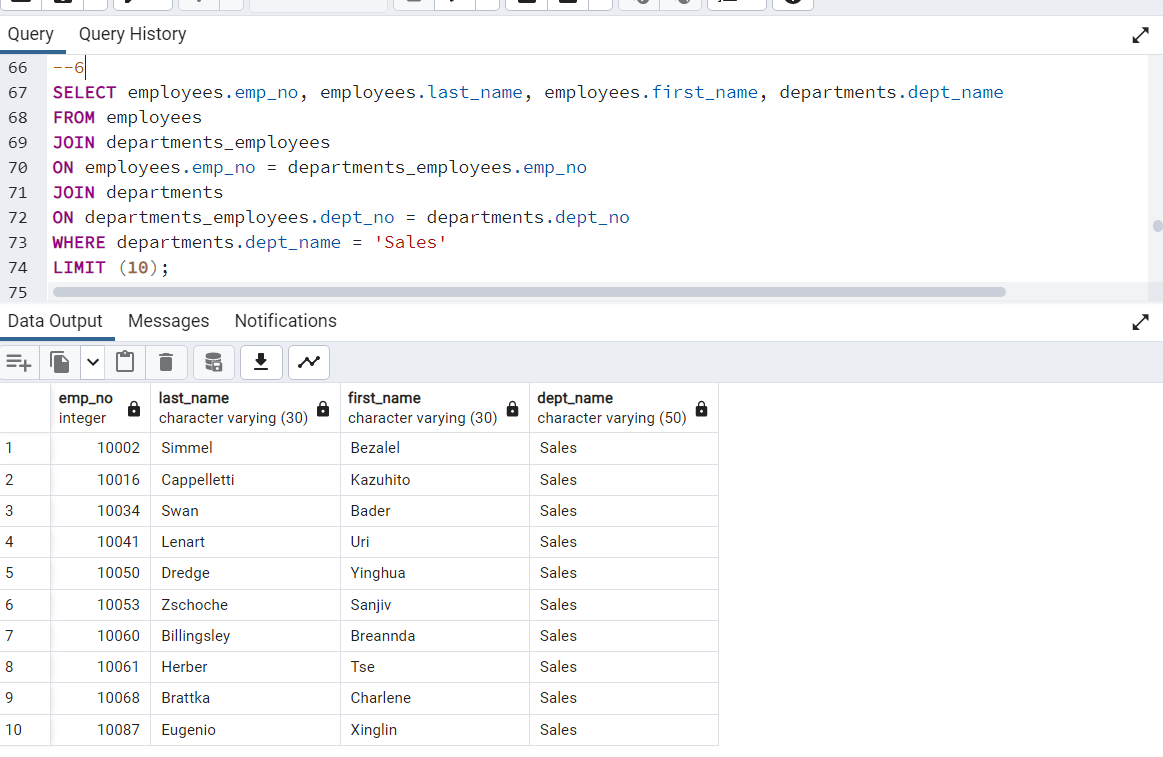 Query Query History
66 --6
67 SELECT employees.emp_no, employees.last_name, employees.first_name, departments.dept_name
68 FROM employees
69 JOIN departments_employees
70 ON employees.emp_no = departments_employees.emp_no
71 JOIN departments
72 ON departments_employees.dept_no = departments.dept_no
73 WHERE departments.dept_name = 'Sales'
74 LIMIT (10);
75
Data Output Messages Notifications
emp_no last_name first_name dept_name
integer character varying (30) character varying (30) character varying (50)
1 10002 Simmel Bezalel Sales
2 10016 Cappelletti Kazuhito Sales
3 10034 Swan Bader Sales
4 10041 Lenart Uri Sales
5 10050 Dredge Yinghua Sales
6 10053 Zschoche Sanjiv Sales
7 10060 Billingsley Breannda Sales
8 10061 Herber Tse Sales
9 10068 Brattka Charlene Sales
10 10087 Eugenio Xinglin Sales